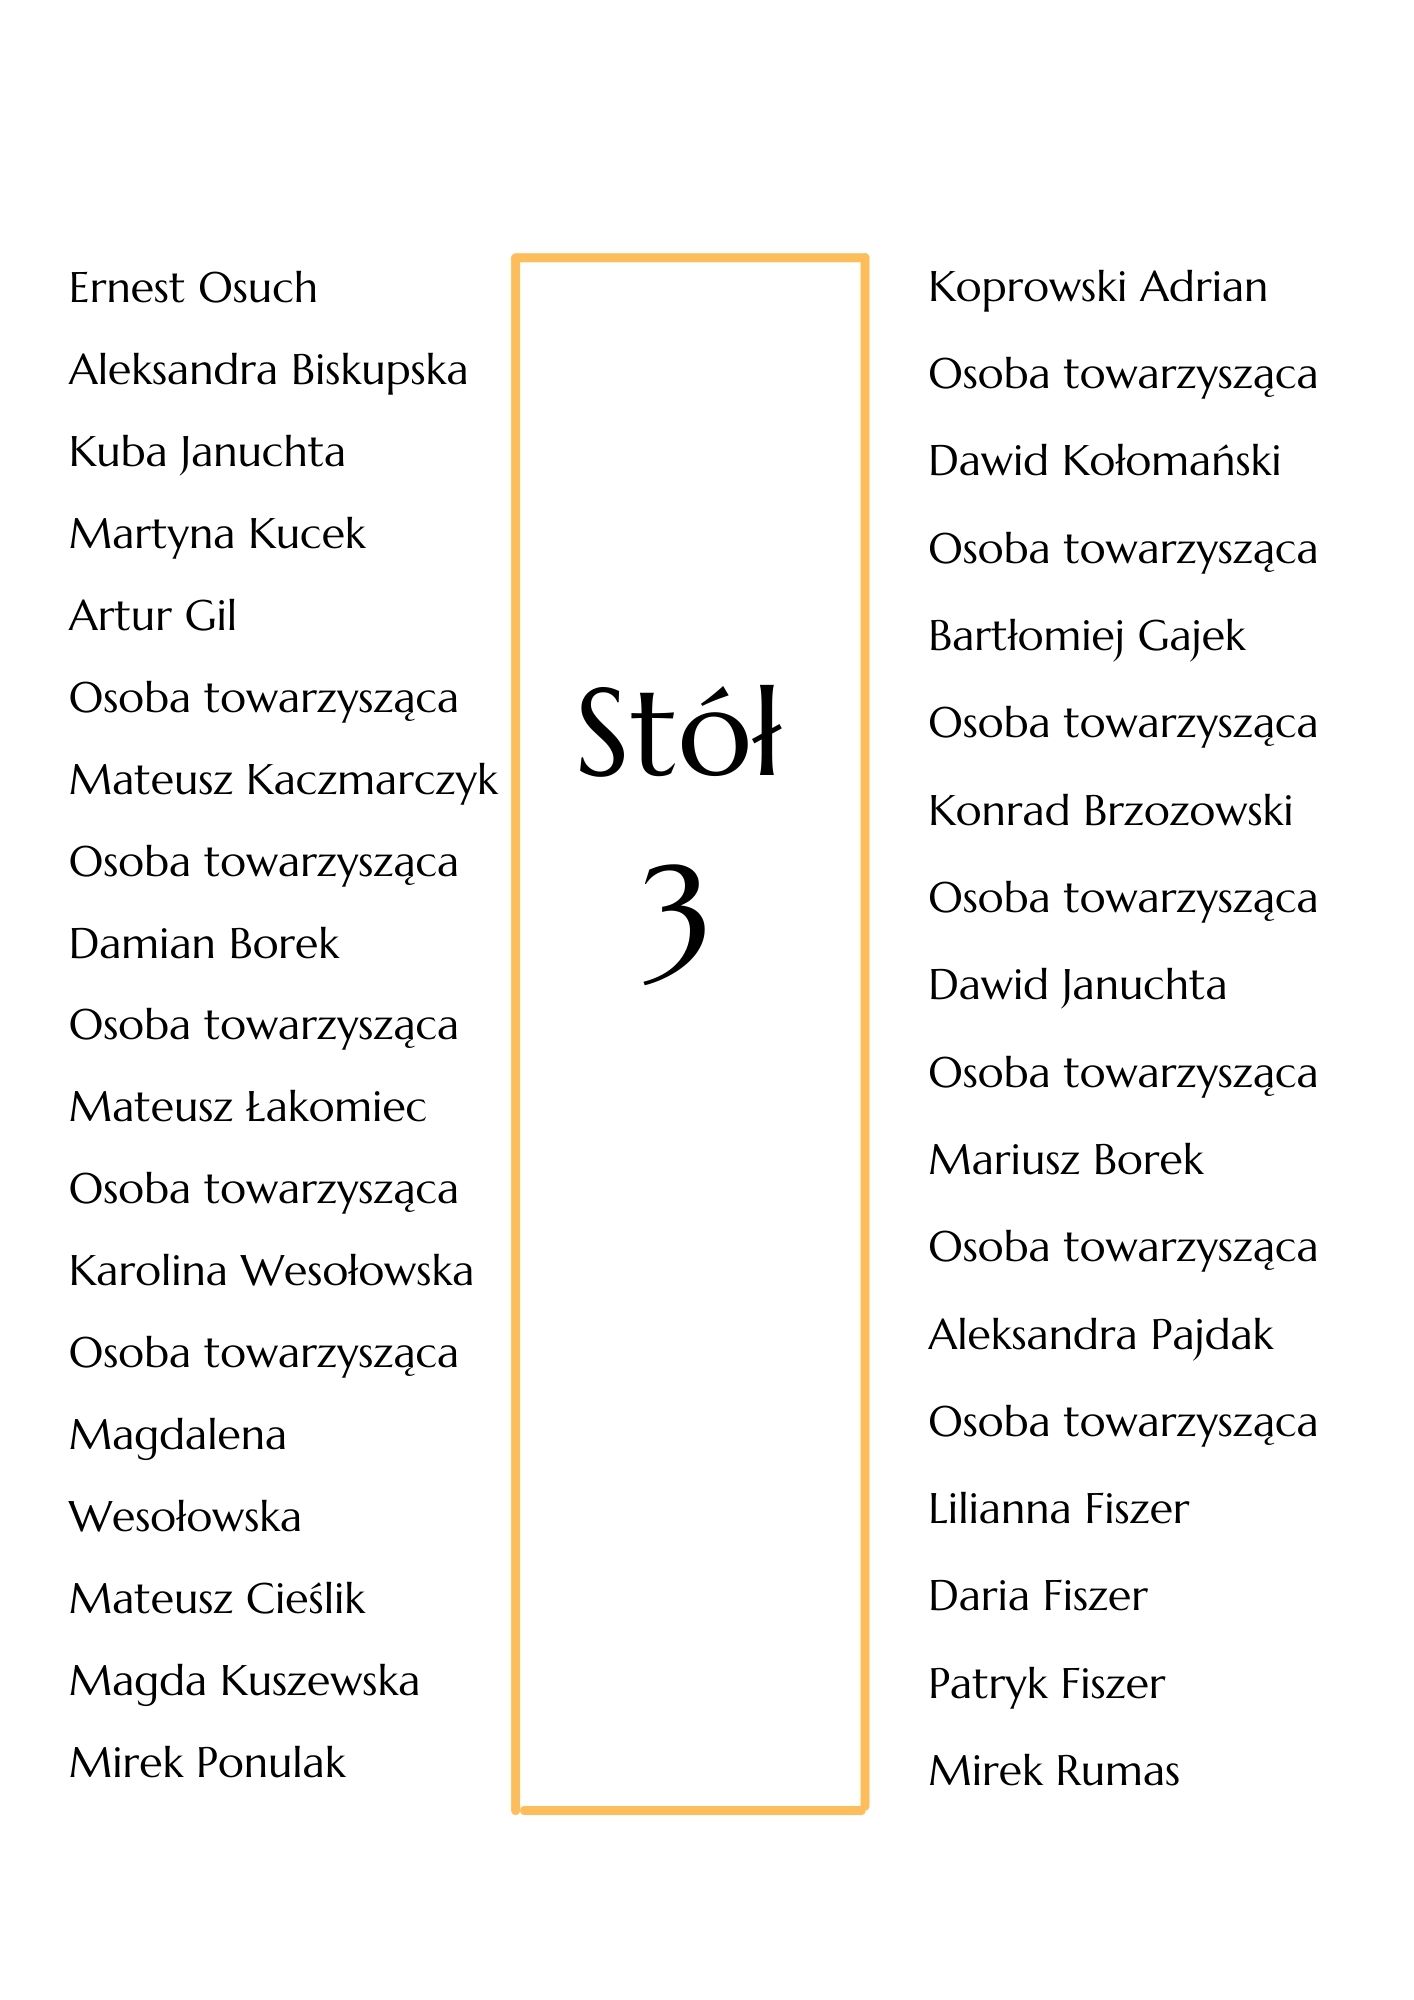 Ernest Osuch
Aleksandra Biskupska
Kuba Januchta
Martyna Kucek
Artur Gil
Osoba towarzysząca
Mateusz Kaczmarczyk
Osoba towarzysząca
Damian Borek
Osoba towarzysząca
Mateusz Łakomiec
Osoba towarzysząca
Karolina Wesołowska
Osoba towarzysząca
Magdalena
Wesołowska
Mateusz Cieślik
Magda Kuszewska
Mirek Ponulak
Stół
3
Koprowski Adrian
Osoba towarzysząca
Dawid Kołomański
Osoba towarzysząca
Bartłomiej Gajek
Osoba towarzysząca
Konrad Brzozowski
Osoba towarzysząca
Dawid Januchta
Osoba towarzysząca
Mariusz Borek
Osoba towarzysząca
Aleksandra Pajdak
Osoba towarzysząca
Lilianna Fiszer
Daria Fiszer
Patryk Fiszer
Mirek Rumas